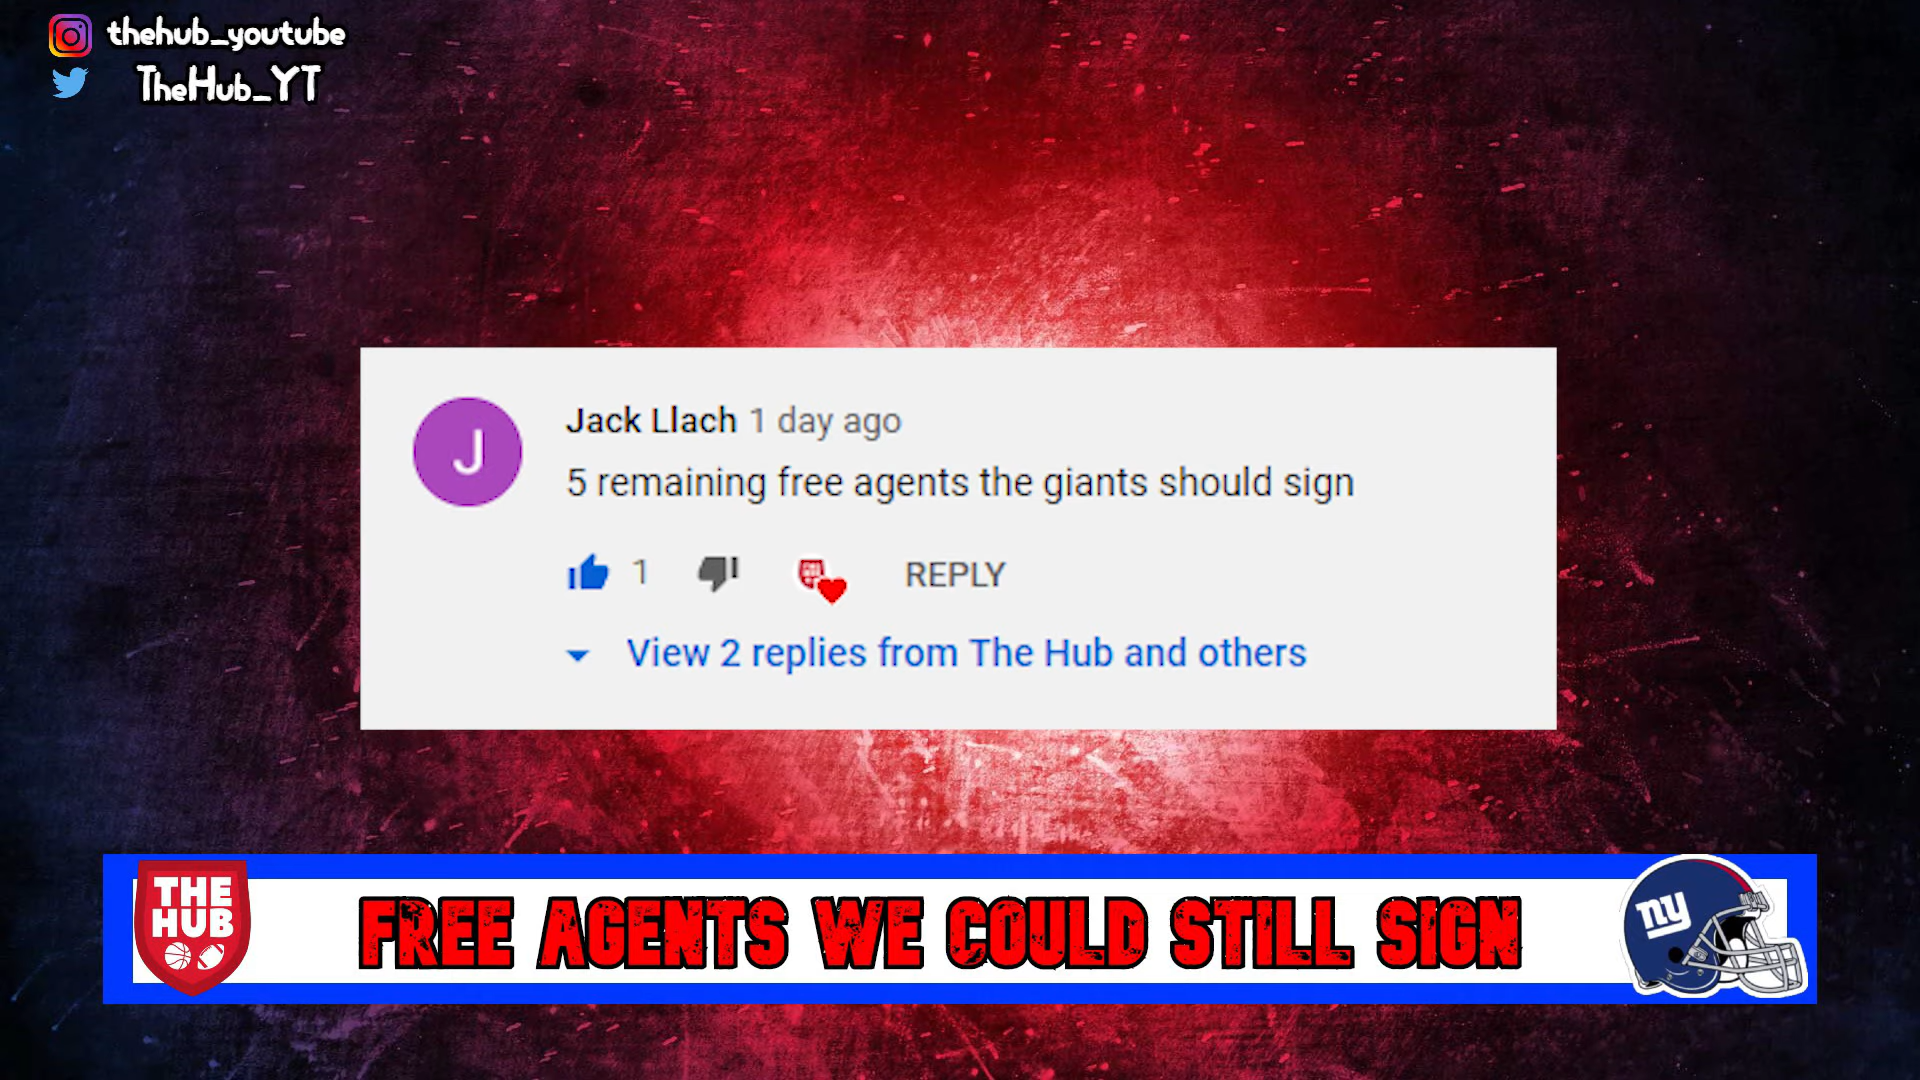 thehub_youtube
TheHub_YT
J
Jack Llach 1 day ago
5 remaining free agents the giants should sign
1
REPLY
View 2 replies from The Hub and others
THE
HUB
FREE AGENTS WE COULD STILL SIGN
ny